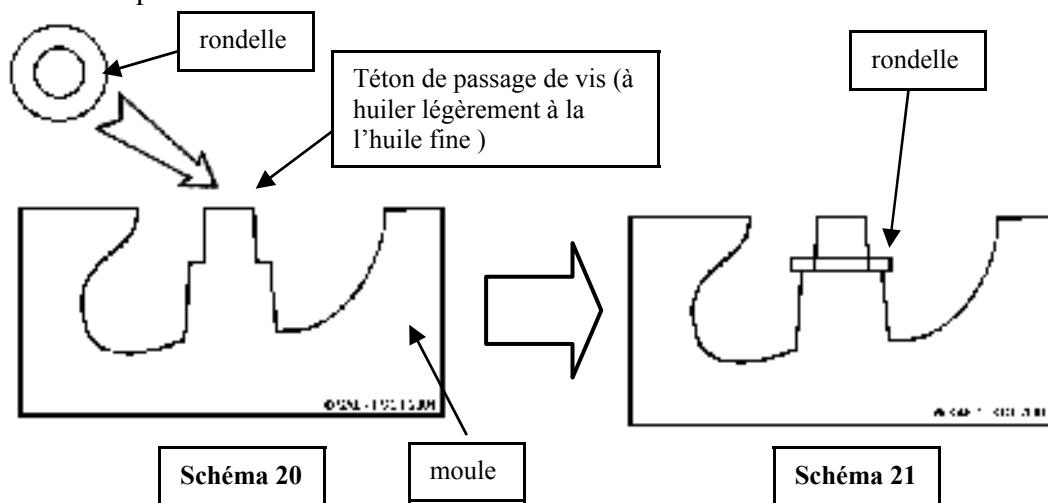 rondelle
rondelle
Téton de passage de vis (à
huiler légèrement à la
l'huile fine )
moule
Schéma 20
Schéma 21